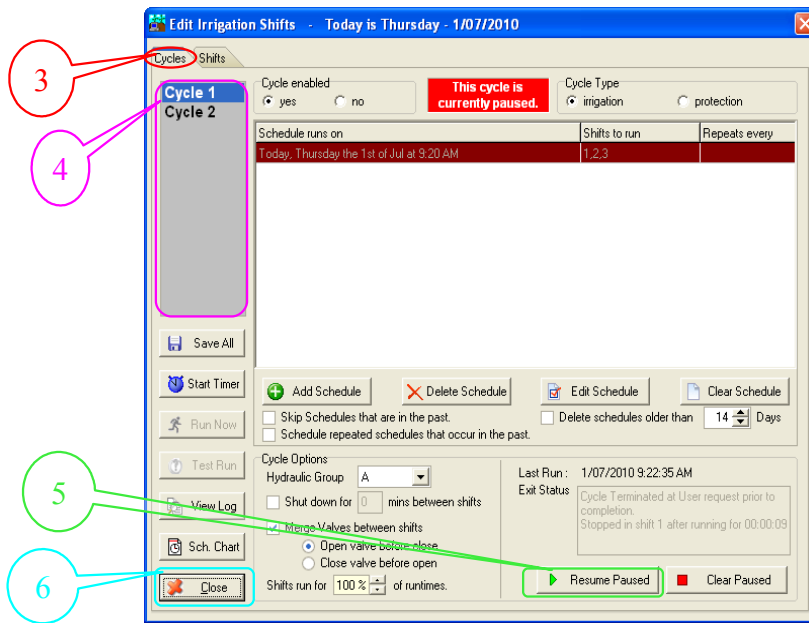 Edit Irrigation Shifts - Today is Thursday - 1/07/2010
3
Cycles Shifts
4
Cycle 1
Cycle 2
Cycle enabled
yes no
This cycle is
currently paused.
Cycle Type
irrigation protection
Schedule runs on Shifts to run Repeats every
Today, Thursday the 1st of Jul at 9:20 AM 1,2,3
Save All
Start Timer
Run Now
Test Run
View Log
Sch. Chart
Close
Add Schedule Delete Schedule Edit Schedule Clear Schedule
Skip Schedules that are in the past. Delete schedules older than 14 Days
Schedule repeated schedules that occur in the past.
5
6
Cycle Options
Hydraulic Group A
Shut down for 0 mins between shifts
Merge Valves between shifts
Open valve before close
Close valve before open
Shifts run for 100 % of runtimes.
Last Run : 1/07/2010 9:22:35 AM
Exit Status
Cycle Terminated at User request prior to
completion.
Stopped in shift 1 after running for 00:00:09
Resume Paused Clear Paused